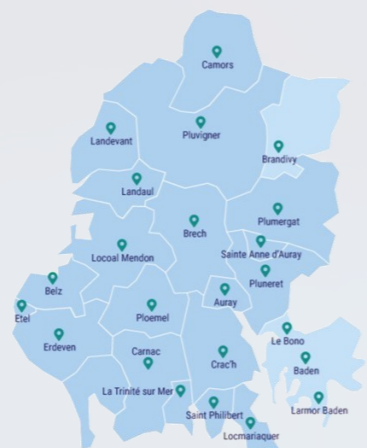 Camors
Landevant
Pluvigner
Brandivy
Landaul
Plumergat
Brech
Sainte Anne d'Auray
Locoal Mendon
Pluneret
Belz
Auray
Etel
Ploemel
Le Bono
Erdeven
Carnac
Crac'h
Baden
La Trinité sur Mer
Larmor Baden
Saint Philibert
Locmariaquer